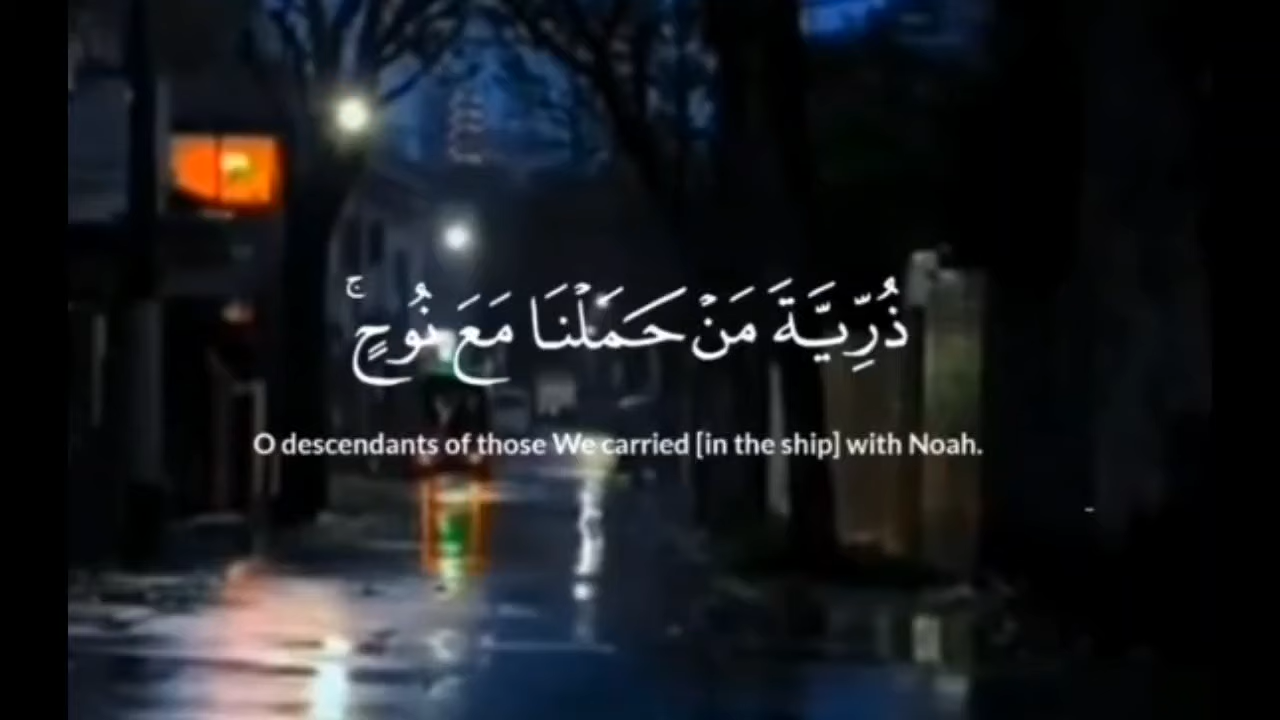 ذُرِّيَّةَ مَنْ حَمَلْنَا مَعَ نُوحٍ ۚ
O descendants of those We carried [in the ship] with Noah.